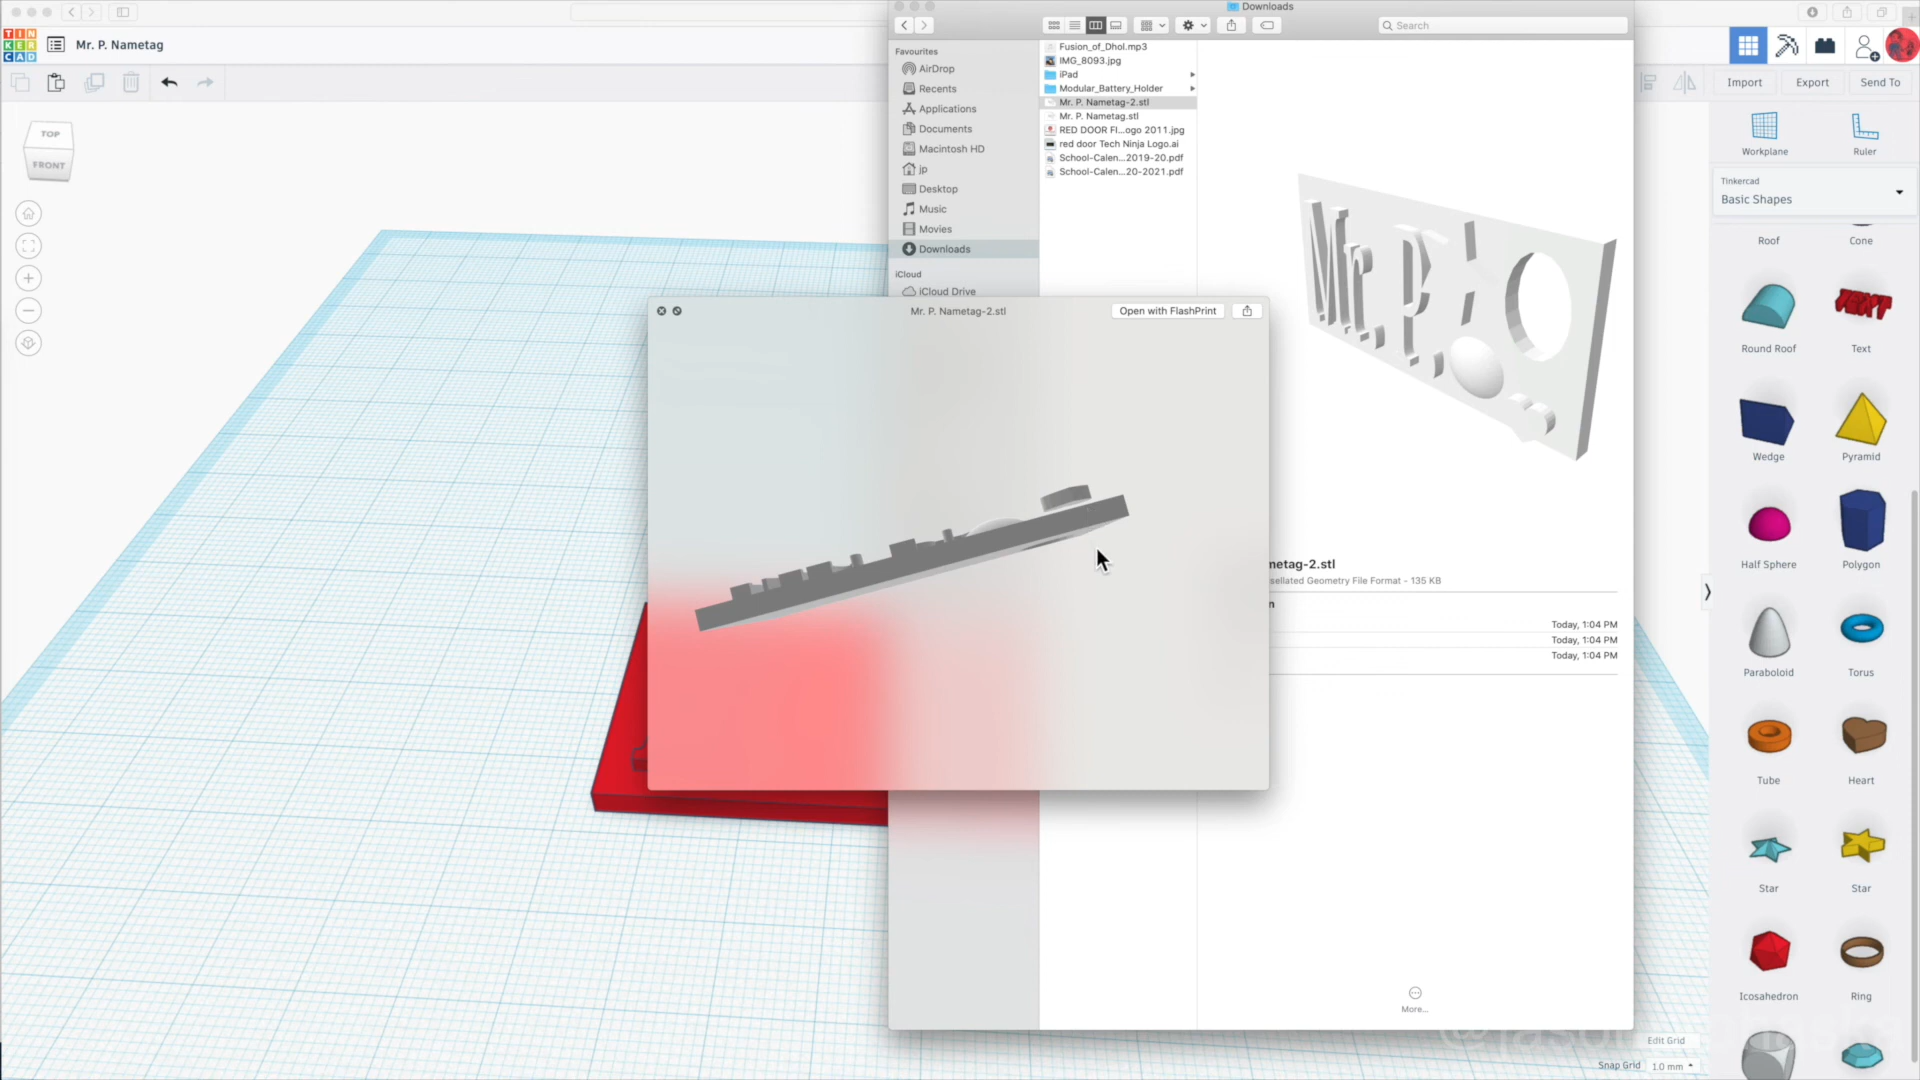 Downloads
TIN
KER
CAD
Mr. P. Nametag
Search
Import
Export
Send To
TOP
FRONT
Favourites
AirDrop
Recents
Applications
Documents
Macintosh HD
jp
Desktop
Music
Movies
Downloads
iCloud
iCloud Drive
Fusion_of_Dhol.mp3
IMG_8093.jpg
iPad
Modular_Battery_Holder
Mr. P. Nametag-2.stl
Mr. P. Nametag.stl
RED DOOR FI...ogo 2011.jpg
red door Tech Ninja Logo.ai
School-Calen...2019-20.pdf
School-Calen...20-2021.pdf
Mr. P.
Mr. P. Nametag-2.stl
Open with FlashPrint
netag-2.stl
sellated Geometry File Format - 135 KB
n
Today, 1:04 PM
Today, 1:04 PM
Today, 1:04 PM
More...
Workplane
Ruler
Tinkercad
Basic Shapes
Roof
Cone
TEXT
Round Roof
Text
Wedge
Pyramid
Half Sphere
Polygon
Paraboloid
Torus
Tube
Heart
Star
Star
Icosahedron
Ring
Edit Grid
Snap Grid
1.0 mm